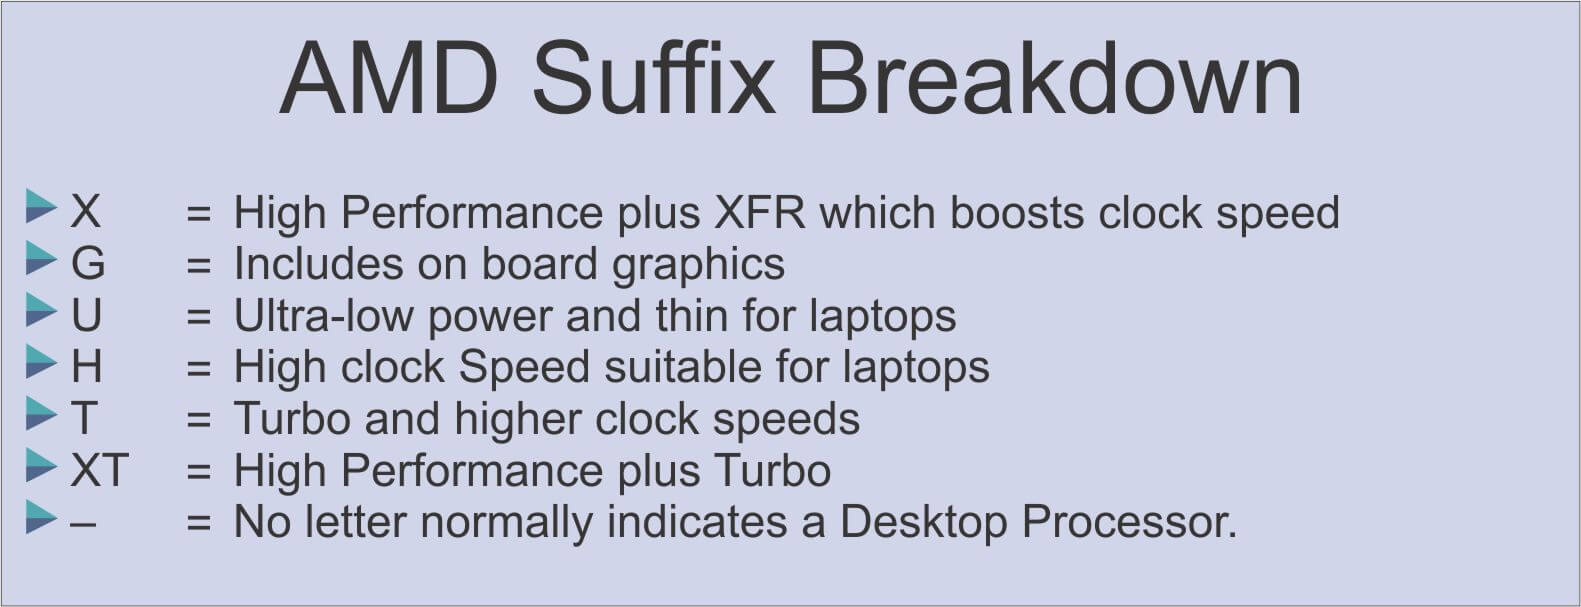 AMD Suffix Breakdown
X = High Performance plus XFR which boosts clock speed
G = Includes on board graphics
U = Ultra-low power and thin for laptops
H = High clock Speed suitable for laptops
T = Turbo and higher clock speeds
XT = High Performance plus Turbo
– = No letter normally indicates a Desktop Processor.